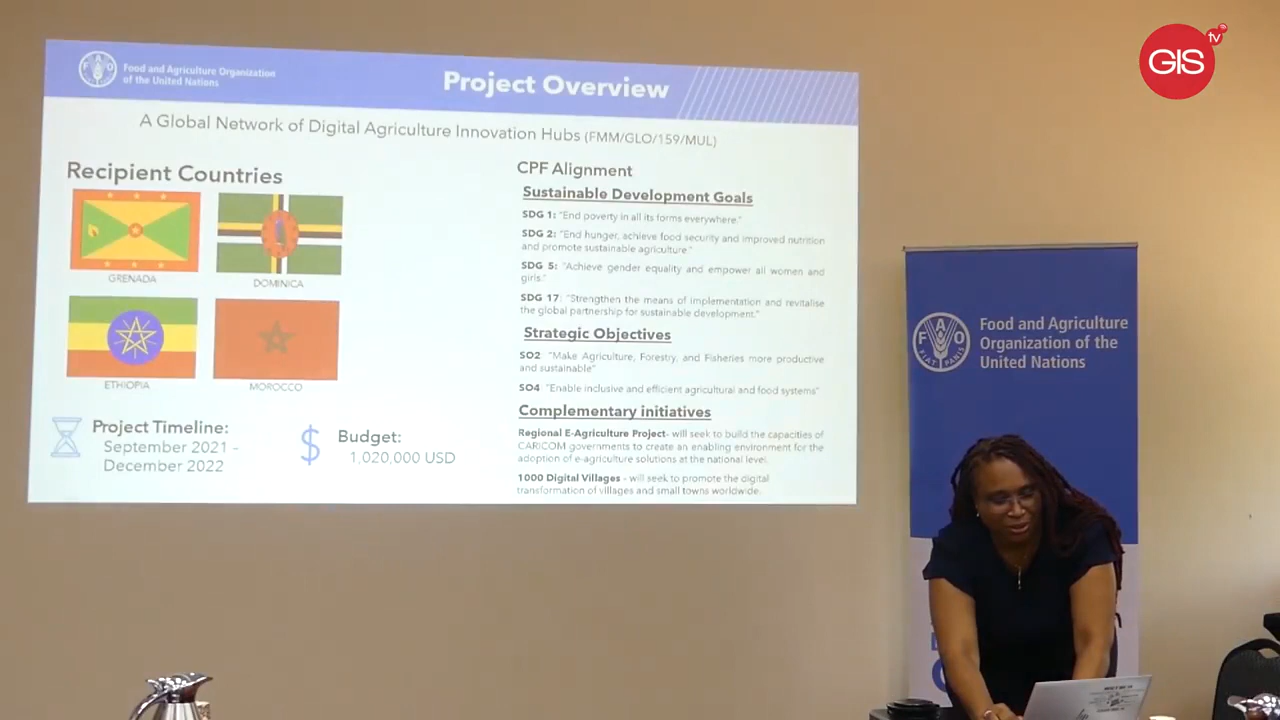 GIS
tv
FAO
Food and Agriculture Organization
of the United Nations
Project Overview
A Global Network of Digital Agriculture Innovation Hubs (FMM/GLO/159/MUL)
Recipient Countries
GRENADA
DOMINICA
ETHIOPIA
MOROCCO
Project Timeline:
September 2021 –
December 2022
$
Budget:
1,020,000 USD
CPF Alignment
Sustainable Development Goals
SDG 1: "End poverty in all its forms everywhere."
SDG 2: "End hunger, achieve food security and improved nutrition
and promote sustainable agriculture."
SDG 5: "Achieve gender equality and empower all women and
girls."
SDG 17: "Strengthen the means of implementation and revitalise
the global partnership for sustainable development."
Strategic Objectives
SO2 "Make Agriculture, Forestry, and Fisheries more productive
and sustainable"
SO4 "Enable inclusive and efficient agricultural and food systems"
Complementary initiatives
Regional E-Agriculture Project- will seek to build the capacities of
CARICOM governments to create an enabling environment for the
adoption of e-agriculture solutions at the national level.
1000 Digital Villages - will seek to promote the digital
transformation of villages and small towns worldwide.
FAO
FIAT PANIS
Food and Agriculture
Organization of the
United Nations